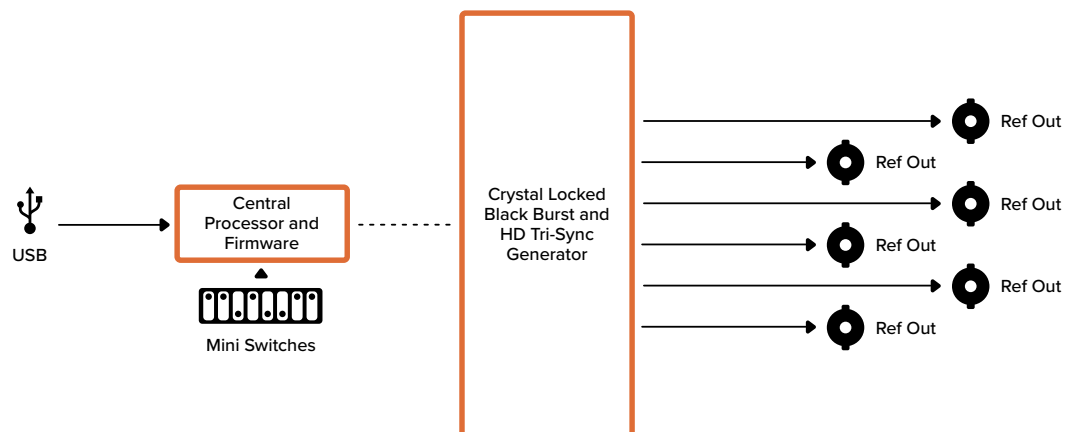 USB
Central
Processor and
Firmware
Mini Switches
Crystal Locked
Black Burst and
HD Tri-Sync
Generator
Ref Out
Ref Out
Ref Out
Ref Out
Ref Out
Ref Out